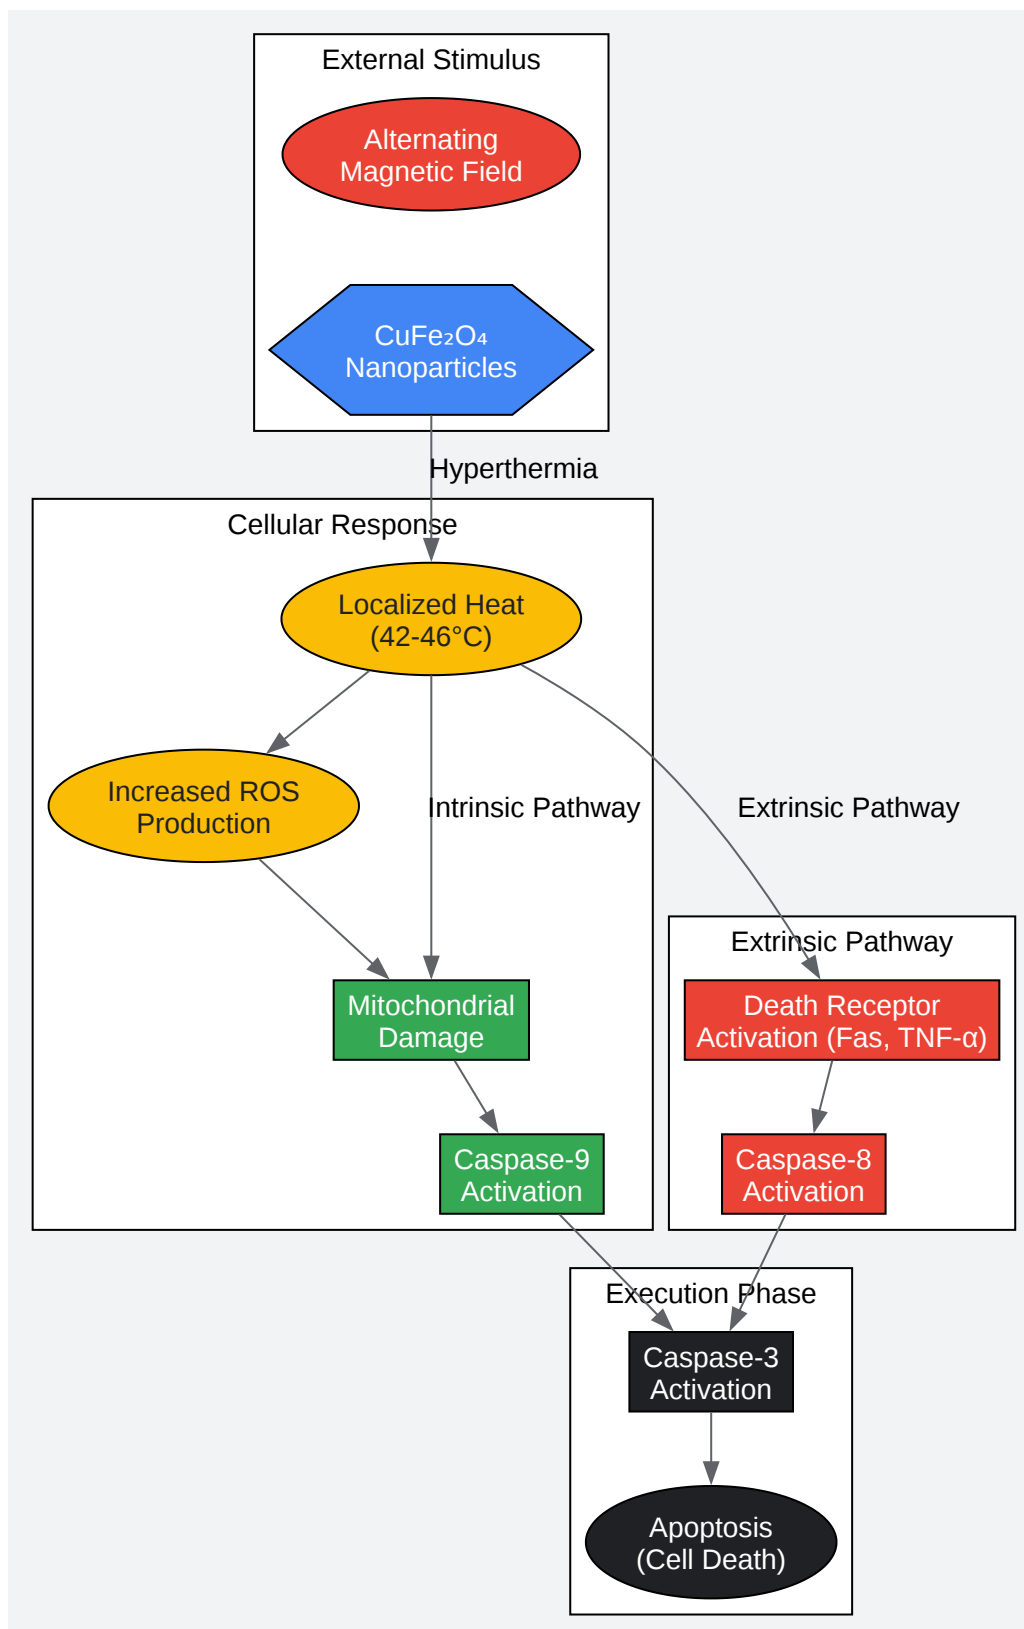 External Stimulus
Alternating
Magnetic Field
CuFe₂O₄
Nanoparticles
Hyperthermia
Cellular Response
Localized Heat
(42-46°C)
Increased ROS
Production
Intrinsic Pathway
Extrinsic Pathway
Extrinsic Pathway
Mitochondrial
Damage
Death Receptor
Activation (Fas, TNF-α)
Caspase-9
Activation
Caspase-8
Activation
Execution Phase
Caspase-3
Activation
Apoptosis
(Cell Death)